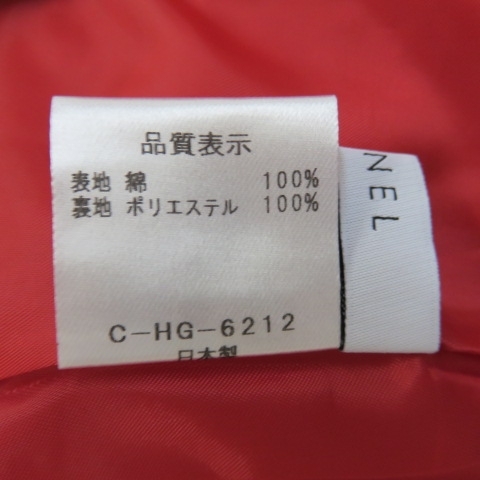 品質表示
表地 綿 100%
裏地 ポリエステル 100%
C-HG-6212
日本製
NEL